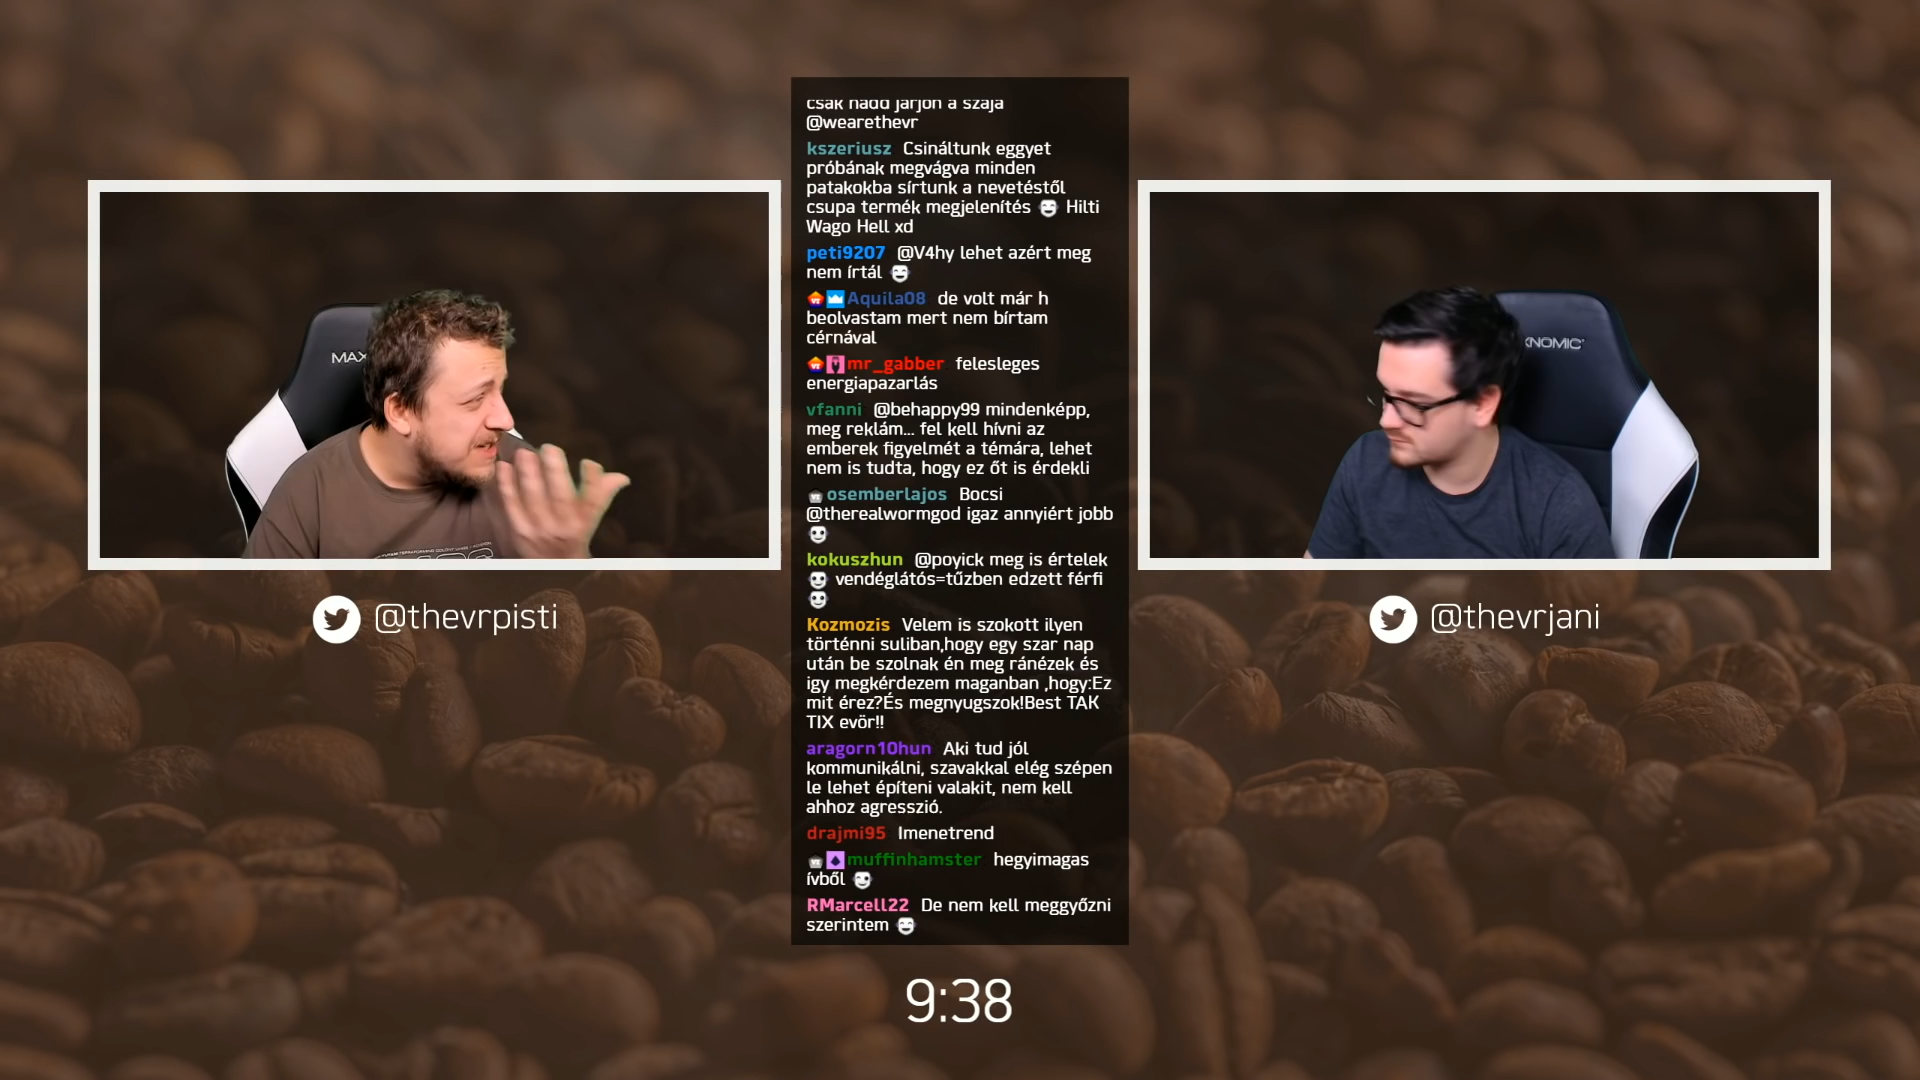 csak hadd járjon a szája
@wearethevr
kszeriusz Csináltunk eggyet
próbának megvágva minden
patakokba sírtunk a nevetéstől
csupa termék megjelenítés Hilti
Wago Hell xd
peti9207 @V4hy lehet azért meg
nem írtál
Aquila08 de volt már h
beolvastam mert nem bírtam
cérnával
mr_gabber felesleges
energiapazarlás
vfanni @behappy99 mindenképp,
meg reklám... fel kell hívni az
emberek figyelmét a témára, lehet
nem is tudta, hogy ez őt is érdekli
osemberlajos Bocsi
@therealwormgod igaz annyiért jobb
kokuszhun @poyick meg is értelek
vendéglátós=tűzben edzett férfi
Kozmozis Velem is szokott ilyen
történni suliban,hogy egy szar nap
után be szolnak én meg ránézek és
igy megkérdezem maganban ,hogy:Ez
mit érez?És megnyugszok!Best TAK
TIX evör!!
aragorn10hun Aki tud jól
kommunikálni, szavakkal elég szépen
le lehet építeni valakit, nem kell
ahhoz agresszió.
drajmi95 Imenetrend
muffinhamster hegyimagas
ívből
RMarcell22 De nem kell meggyőzni
szerintem
MAX
KNOMIC
@thevrpisti
@thevrjani
9:38